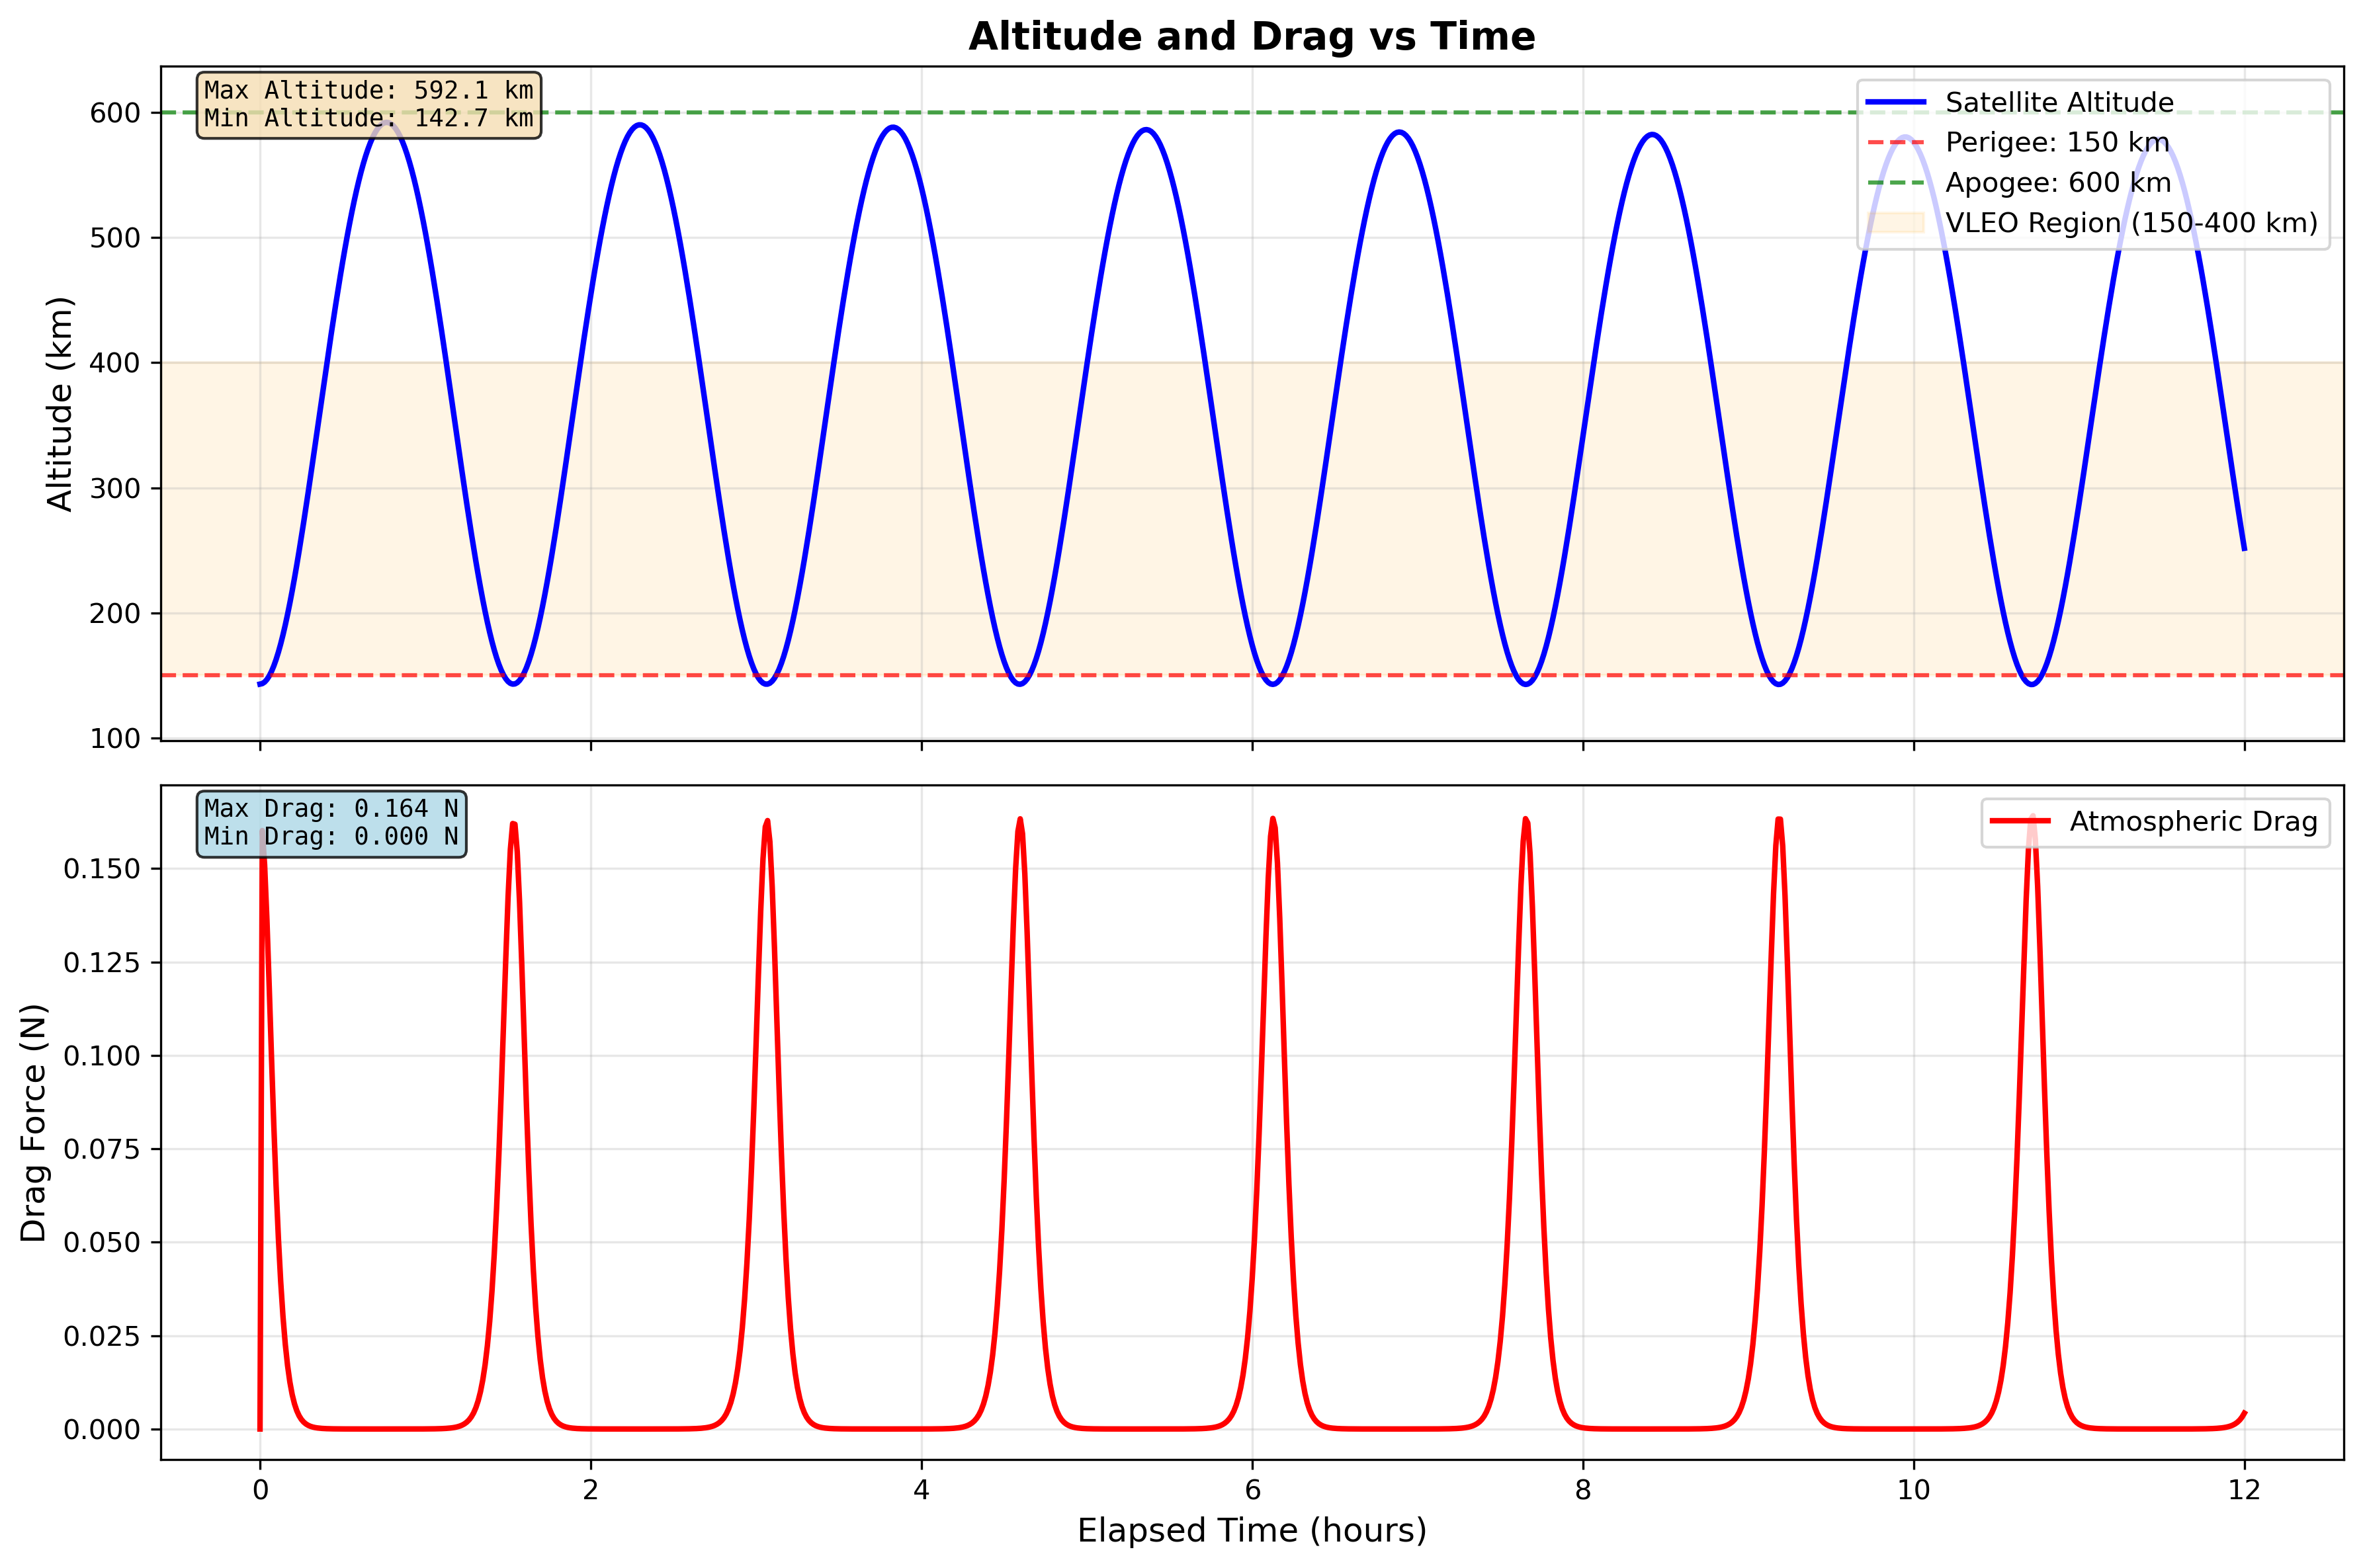 Altitude and Drag vs Time
Max Altitude: 592.1 km
Min Altitude: 142.7 km
Satellite Altitude
Perigee: 150 km
Apogee: 600 km
VLEO Region (150-400 km)
Altitude (km)
600
500
400
300
200
100
Max Drag: 0.164 N
Min Drag: 0.000 N
Atmospheric Drag
Drag Force (N)
0.150
0.125
0.100
0.075
0.050
0.025
0.000
0 2 4 6 8 10 12
Elapsed Time (hours)